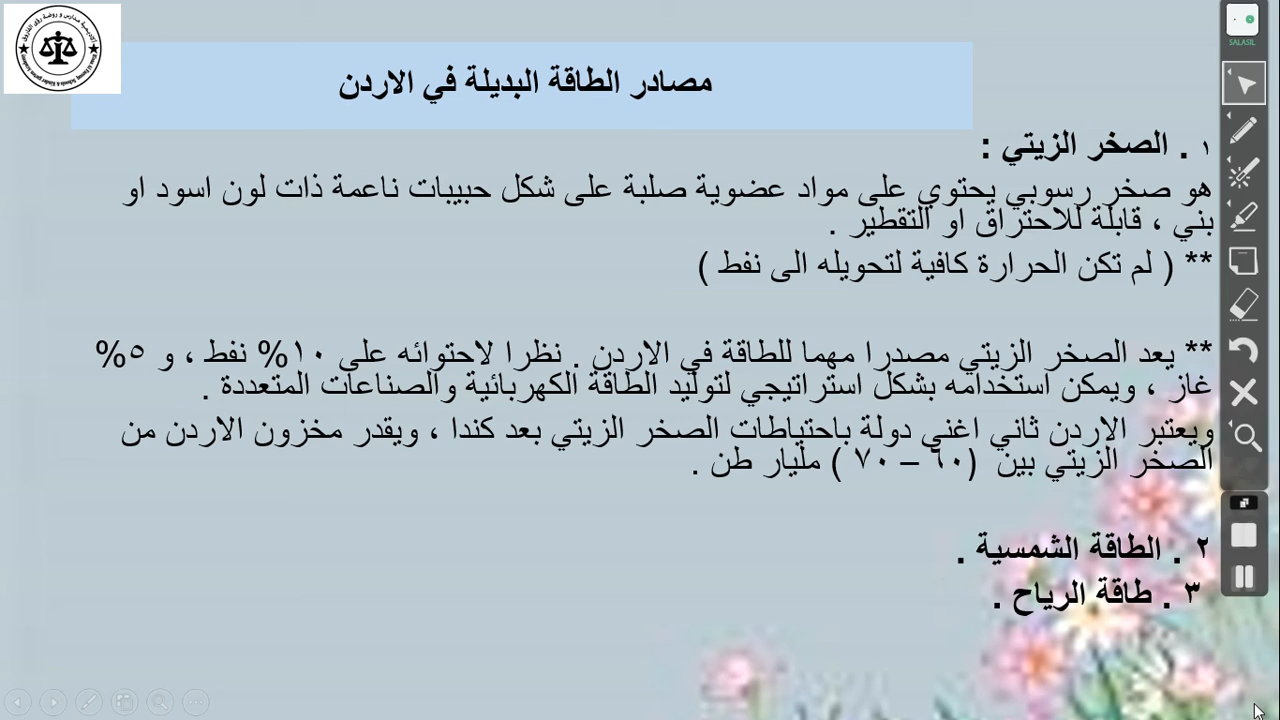 مصادر الطاقة البديلة في الاردن
١ . الصخر الزيتي :
هو صخر رسوبي يحتوي على مواد عضوية صلبة على شكل حبيبات ناعمة ذات لون اسود او
بني ، قابلة للاحتراق او التقطير .
** ( لم تكن الحرارة كافية لتحويله الى نفط )
** يعد الصخر الزيتي مصدرا مهما للطاقة في الاردن . نظرا لاحتوائه على ١٠% نفط ، و ٥%
غاز ، ويمكن استخدامه بشكل استراتيجي لتوليد الطاقة الكهربائية والصناعات المتعددة .
ويعتبر الاردن ثاني اغنى دولة باحتياطات الصخر الزيتي بعد كندا ، ويقدر مخزون الاردن من
الصخر الزيتي بين (٦٠ – ٧٠ ) مليار طن .
٢ . الطاقة الشمسية .
٣ . طاقة الرياح .
SALASIL